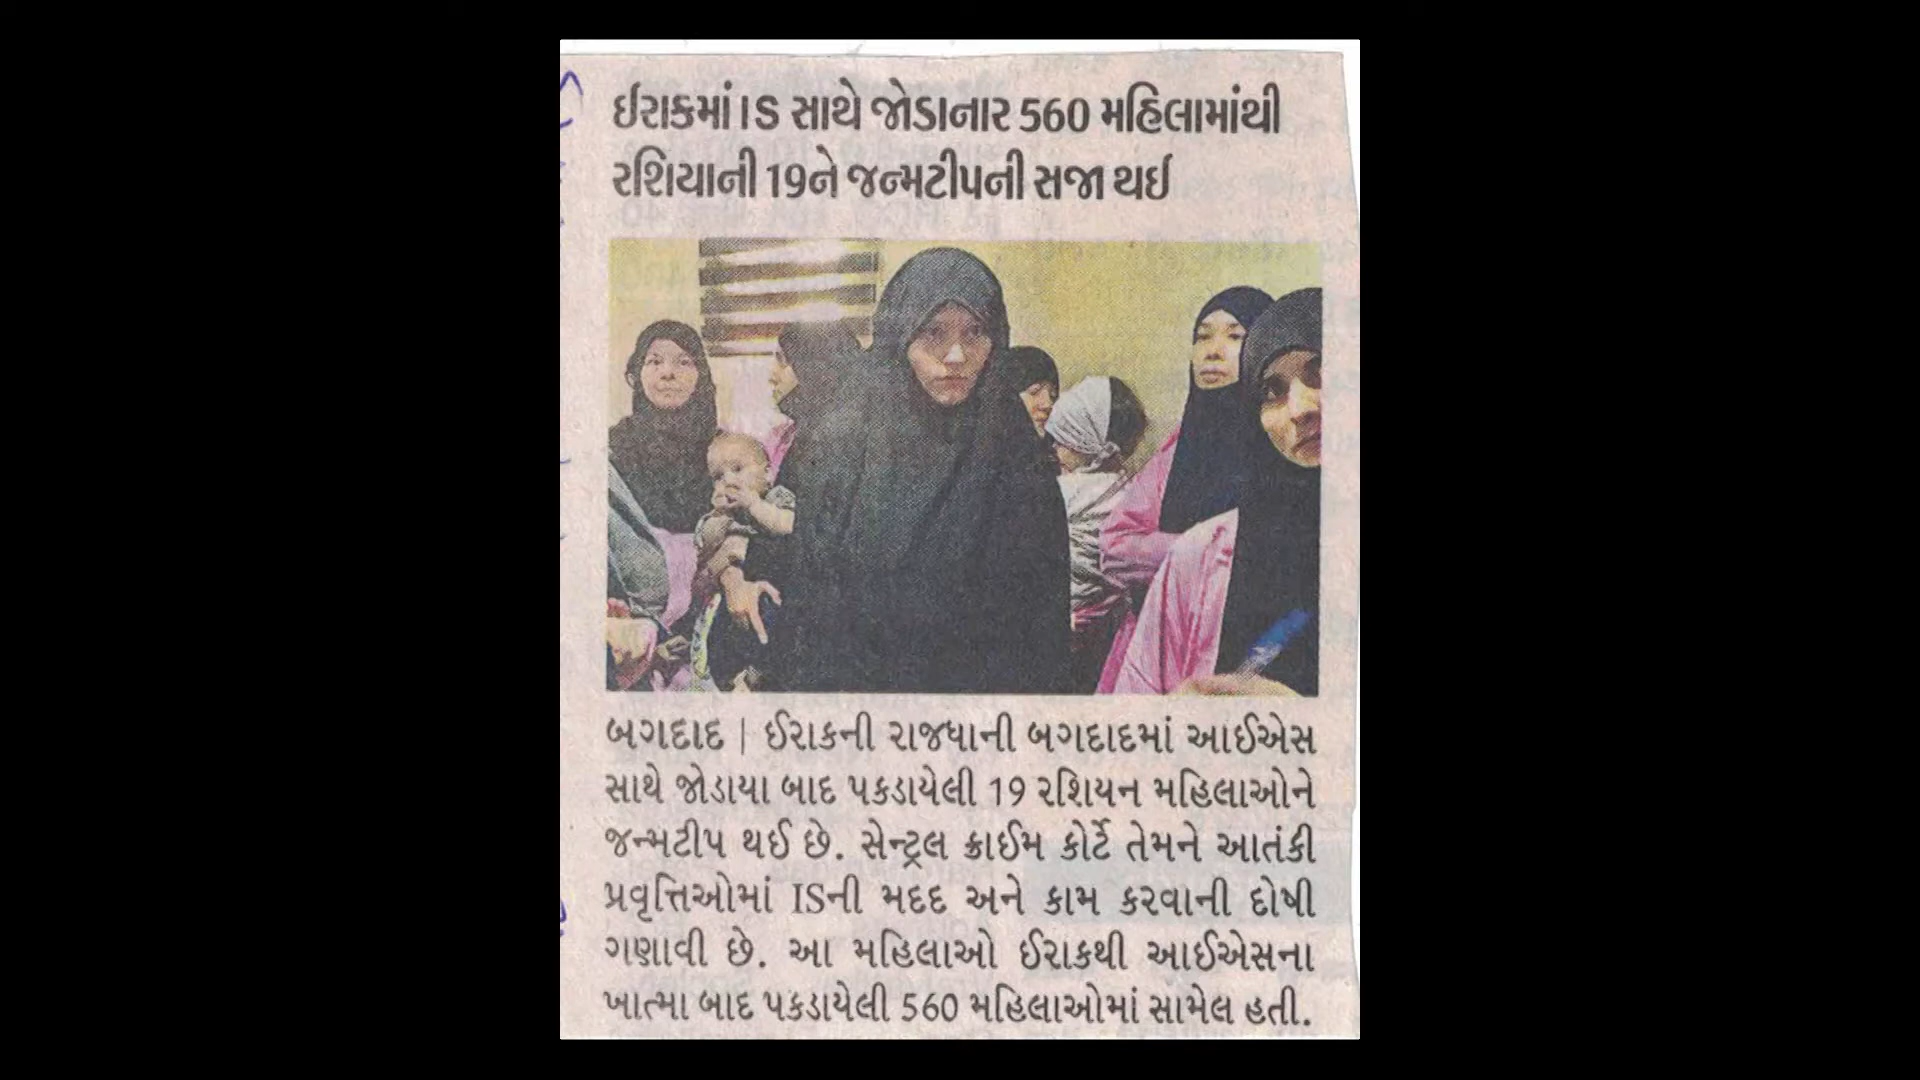 ઈરાકમાં IS સાથે જોડાનાર 560 મહિલામાંથી
રશિયાની 19ને જન્મટીપની સજા થઈ
બગદાદ | ઈરાકની રાજધાની બગદાદમાં આઈએસ
સાથે જોડાયા બાદ પકડાયેલી 19 રશિયન મહિલાઓને
જન્મટીપ થઈ છે. સેન્ટ્રલ ક્રાઈમ કોર્ટે તેમને આતંકી
પ્રવૃત્તિઓમાં ISની મદદ અને કામ કરવાની દોષી
ગણાવી છે. આ મહિલાઓ ઈરાકથી આઈએસના
ખાત્મા બાદ પકડાયેલી 560 મહિલાઓમાં સામેલ હતી.